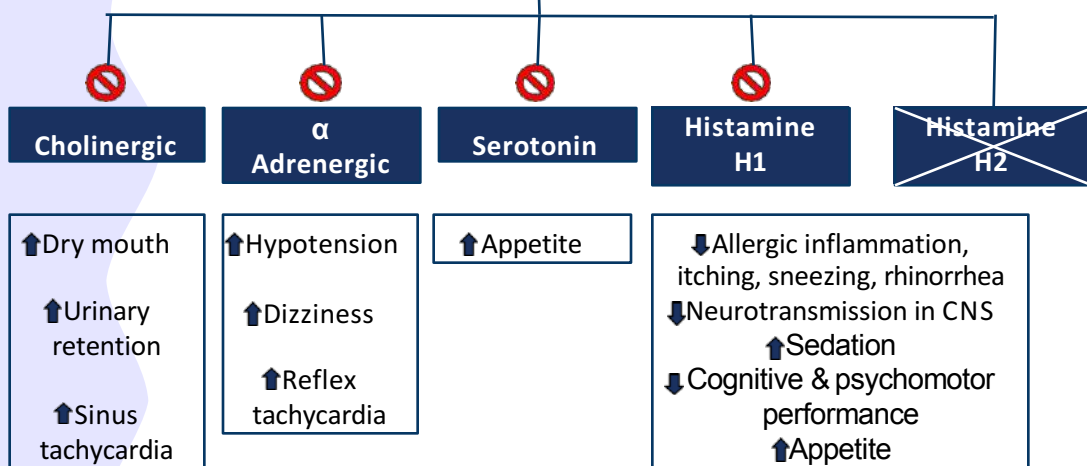 Cholinergic
α
Adrenergic
Serotonin
Histamine
H1
Histamine
H2
Dry mouth
Urinary
retention
Sinus
tachycardia
Hypotension
Dizziness
Reflex
tachycardia
Appetite
Allergic inflammation,
itching, sneezing, rhinorrhea
Neurotransmission in CNS
Sedation
Cognitive & psychomotor
performance
Appetite